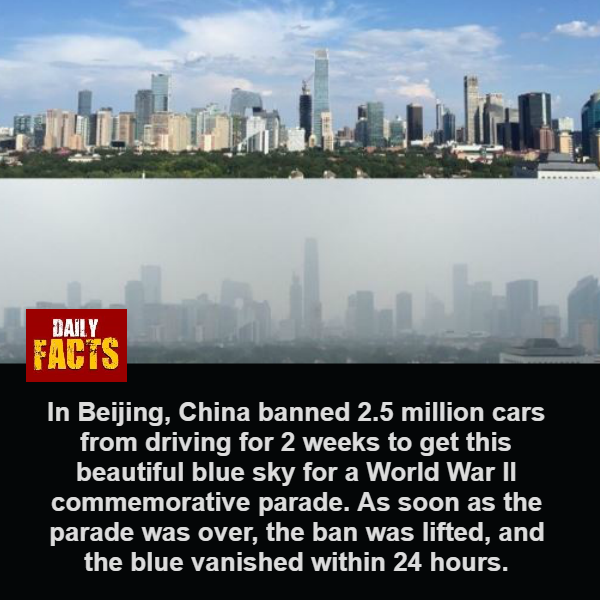 DAILY
FACTS
In Beijing, China banned 2.5 million cars
from driving for 2 weeks to get this
beautiful blue sky for a World War II
commemorative parade. As soon as the
parade was over, the ban was lifted, and
the blue vanished within 24 hours.